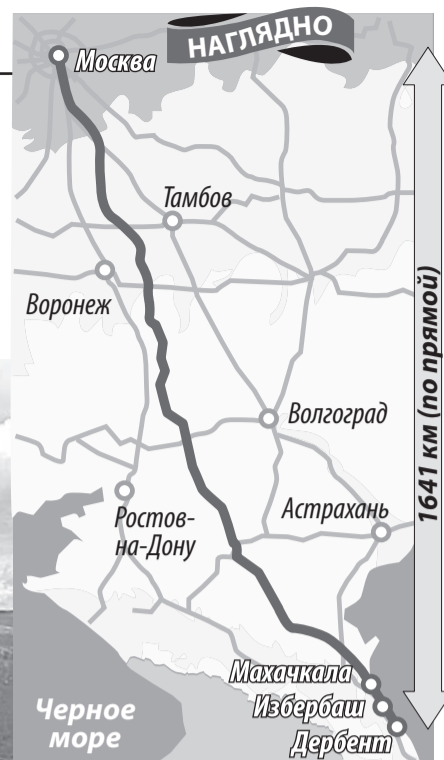 НАГЛЯДНО
Москва
Тамбов
Воронеж
Волгоград
Астрахань
Ростов-
на-Дону
1641 км (по прямой)
Махачкала
Избербаш
Дербент
Черное
море